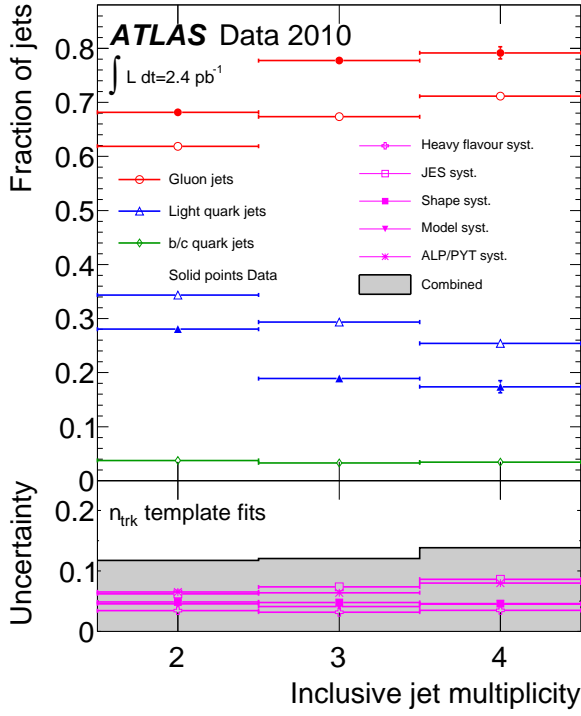 ATLAS Data 2010
∫ L dt=2.4 pb⁻¹
Fraction of jets
0.8
0.7
0.6
0.5
0.4
0.3
0.2
0.1
0
Gluon jets
Light quark jets
b/c quark jets
Solid points Data
Heavy flavour syst.
JES syst.
Shape syst.
Model syst.
ALP/PYT syst.
Combined
Uncertainty
0.2
0.1
0
n_trk template fits
2
3
4
Inclusive jet multiplicity